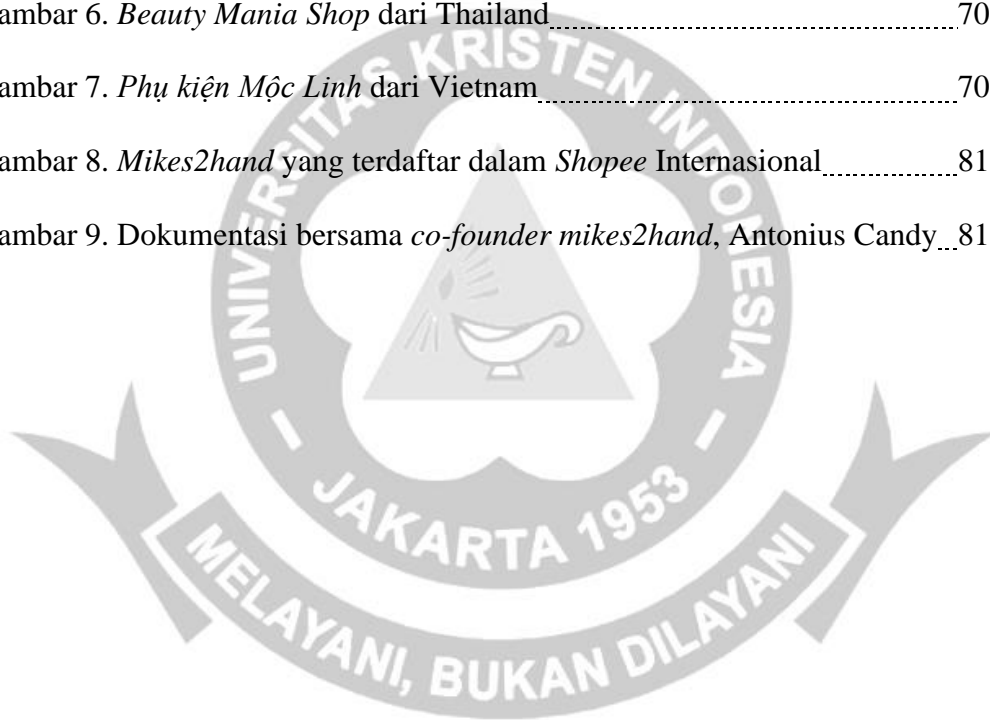 ambar 6. Beauty Mania Shop dari Thailand 70
ambar 7. Phụ kiện Mộc Linh dari Vietnam 70
ambar 8. Mikes2hand yang terdaftar dalam Shopee Internasional 81
ambar 9. Dokumentasi bersama co-founder mikes2hand, Antonius Candy 81
UNIVERSITAS KRISTEN INDONESIA
- JAKARTA 1953 -
MELAYANI, BUKAN DILAYANI